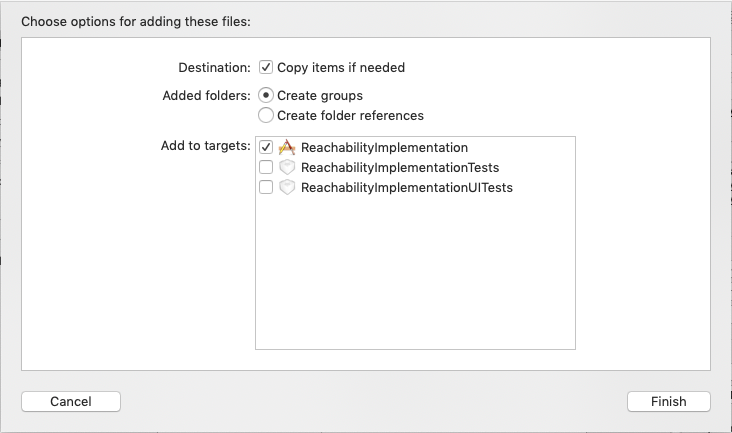 Choose options for adding these files:
Destination: Copy items if needed
Added folders: Create groups
Create folder references
Add to targets: ReachabilityImplementation
ReachabilityImplementationTests
ReachabilityImplementationUITests
Cancel Finish